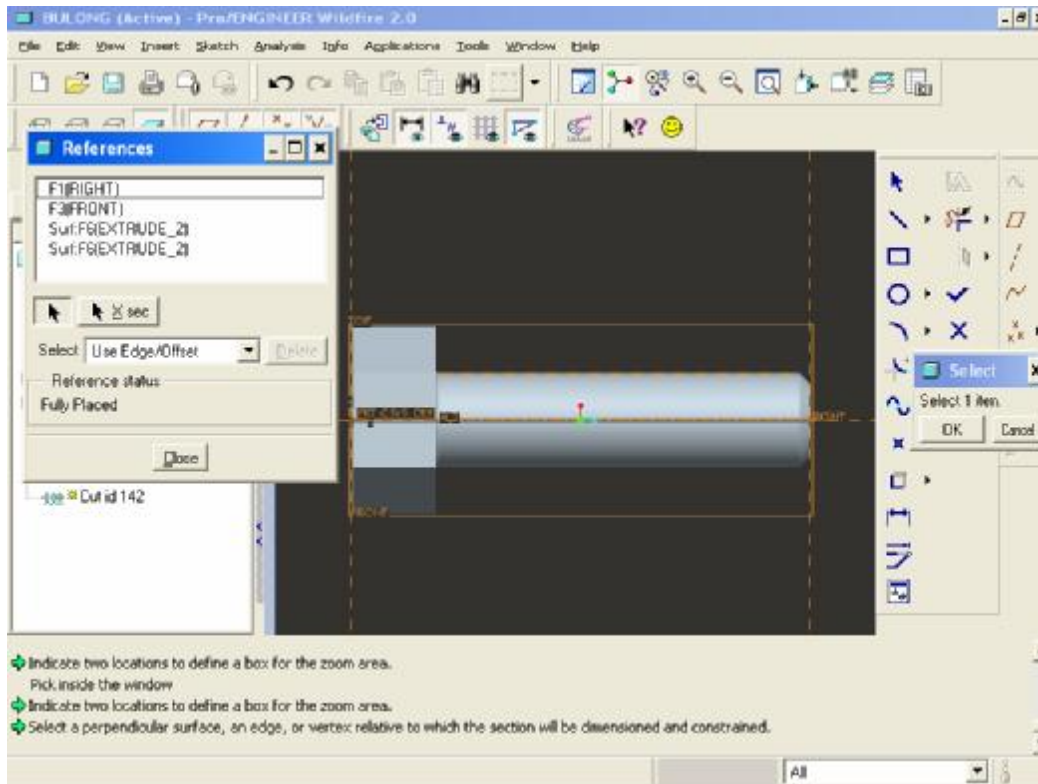 BULONG (Active) - Pro/ENGINEER Wildfire 2.0
File Edit View Insert Sketch Analysis Info Applications Tools Window Help
References
F1(RIGHT)
F3(FRONT)
Surf:F6(EXTRUDE_2)
Surf:F6(EXTRUDE_2)
X sec
Select Use Edge/Offset Delete
Reference status
Fully Placed
Close
Cut id 142
TOP
RIGHT
FRONT
Select
Select 1 item.
OK Cancel
Indicate two locations to define a box for the zoom area.
Pick inside the window
Indicate two locations to define a box for the zoom area.
Select a perpendicular surface, an edge, or vertex relative to which the section will be dimensioned and constrained.
All